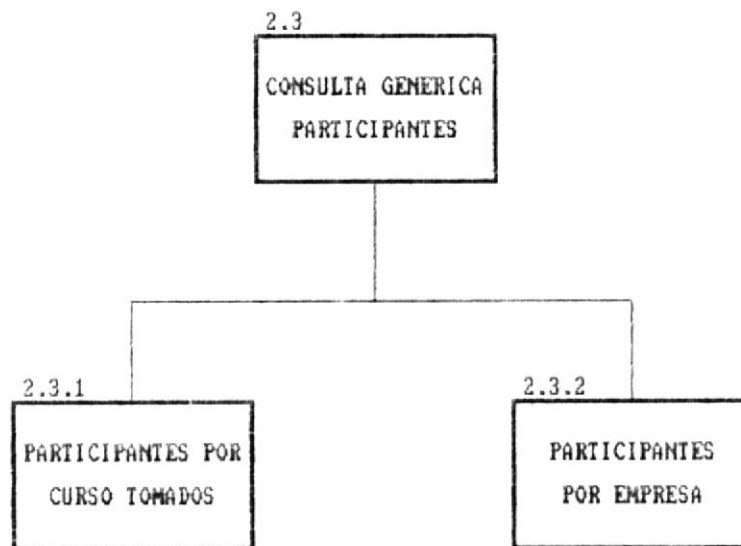 2.3
CONSULTA GENERICA
PARTICIPANTES
2.3.1
PARTICIPANTES POR
CURSO TOMADOS
2.3.2
PARTICIPANTES
POR EMPRESA